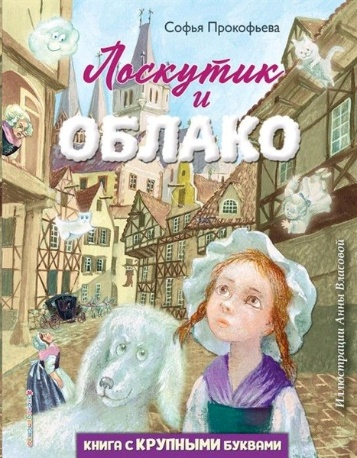 Софья Прокофьева
Лоскутик
и
ОБЛАКО
Иллюстрации Анны Власовой
КНИГА С КРУПНЫМИ БУКВАМИ